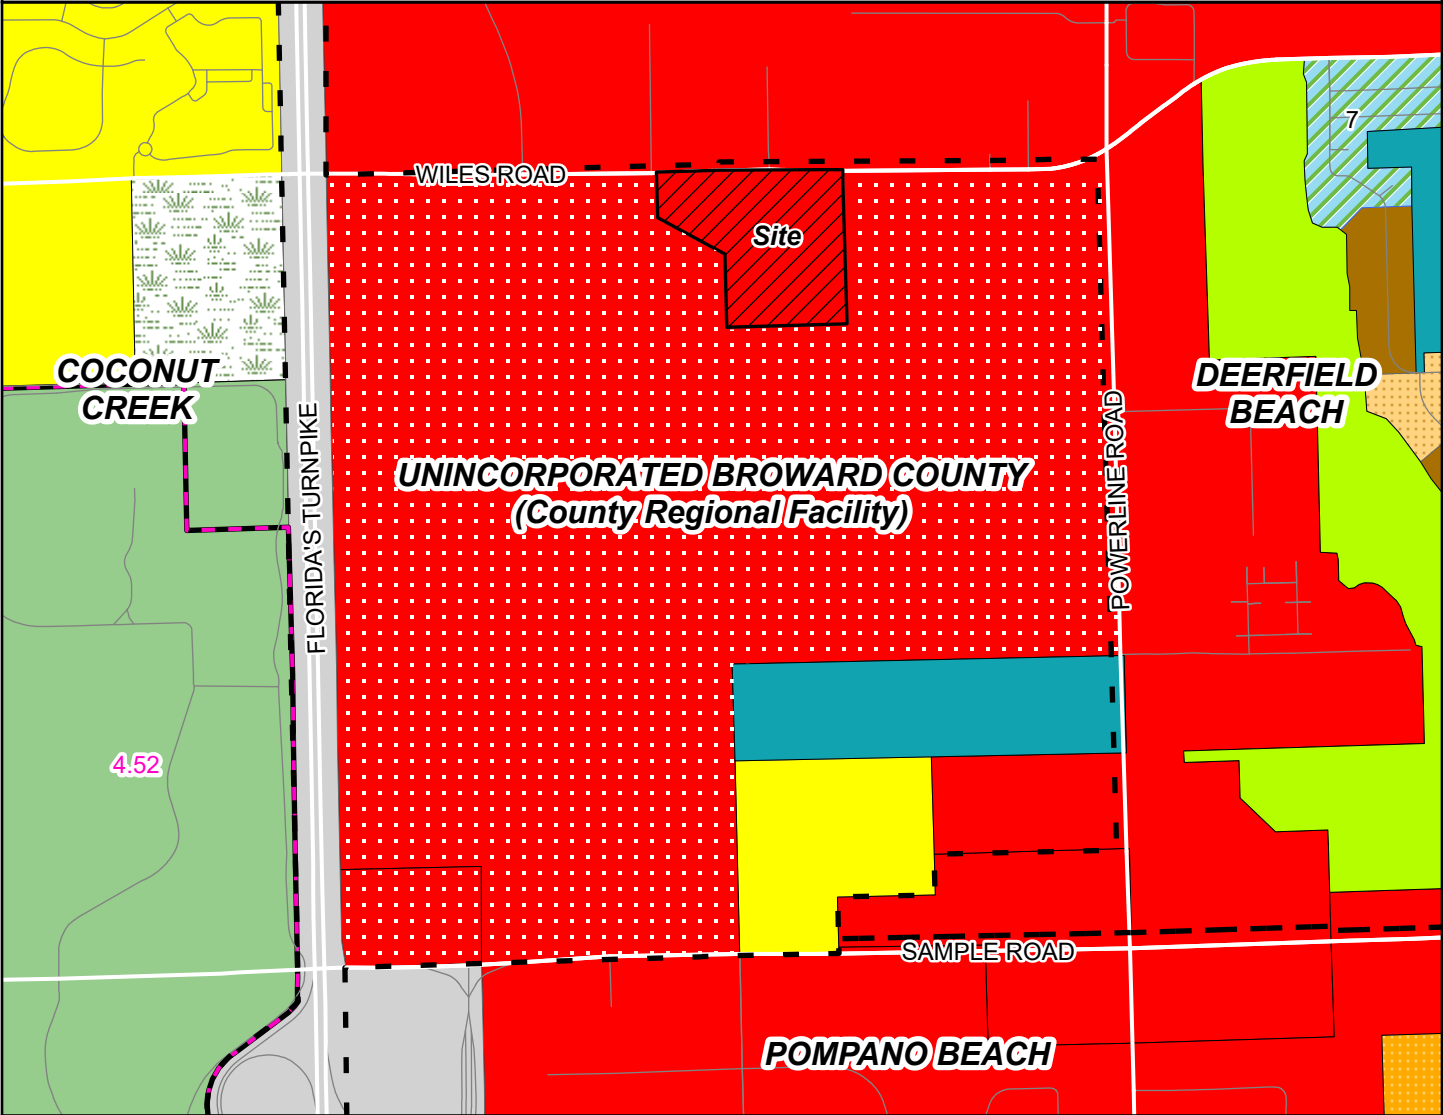 7
WILES ROAD
Site
COCONUT
CREEK
DEERFIELD
BEACH
FLORIDA'S TURNPIKE
POWERLINE ROAD
UNINCORPORATED BROWARD COUNTY
(County Regional Facility)
4.52
SAMPLE ROAD
POMPANO BEACH